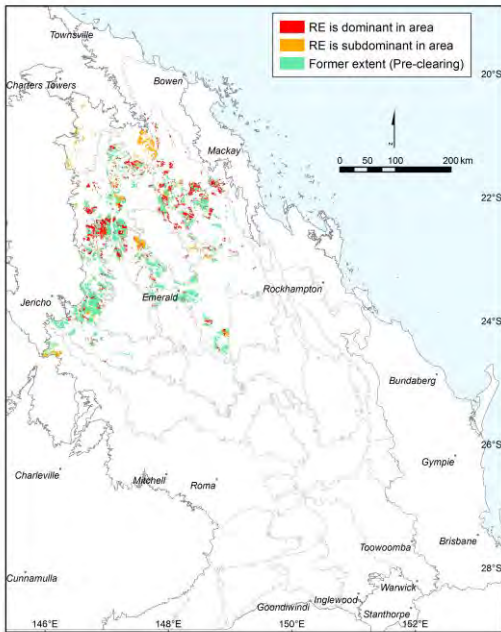 RE is dominant in area
RE is subdominant in area
Former extent (Pre-clearing)
Townsville
Bowen
20°S
Charters Towers
z
Mackay
0 50 100 200 km
22°S
Jericho
Emerald
Rockhampton
24°S
Bundaberg
26°S
Charleville
Mitchell
Roma
Gympie
Toowoomba
Brisbane
28°S
Cunnamulla
Goondiwindi
Inglewood
Warwick
Stanthorpe
146°E
148°E
150°E
152°E